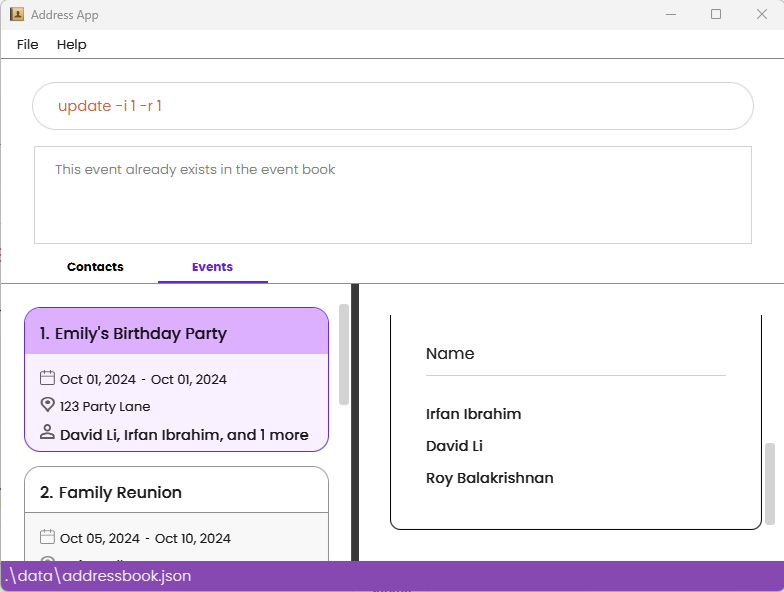 Address App
File Help
update -i 1 -r 1
This event already exists in the event book
Contacts Events
1. Emily's Birthday Party
Oct 01, 2024 - Oct 01, 2024
123 Party Lane
David Li, Irfan Ibrahim, and 1 more
2. Family Reunion
Oct 05, 2024 - Oct 10, 2024
Name
Irfan Ibrahim
David Li
Roy Balakrishnan
.\data\addressbook.json